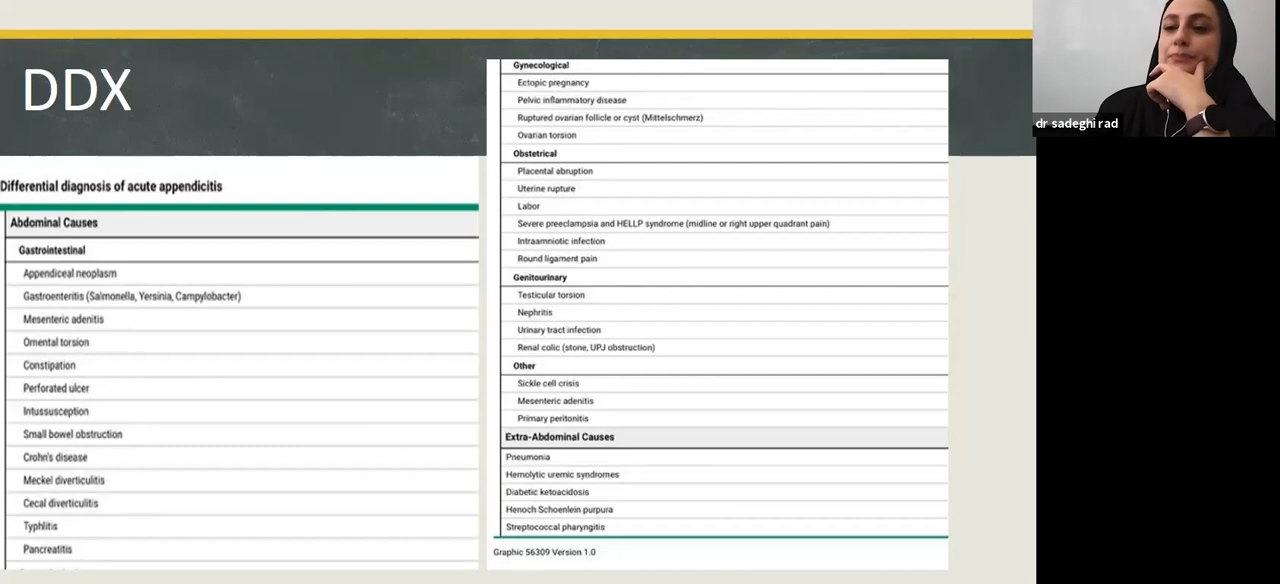 DDX
Differential diagnosis of acute appendicitis
Abdominal Causes
Gastrointestinal
Appendiceal neoplasm
Gastroenteritis (Salmonella, Yersinia, Campylobacter)
Mesenteric adenitis
Omental torsion
Constipation
Perforated ulcer
Intussusception
Small bowel obstruction
Crohn's disease
Meckel diverticulitis
Cecal diverticulitis
Typhlitis
Pancreatitis
Gynecological
Ectopic pregnancy
Pelvic inflammatory disease
Ruptured ovarian follicle or cyst (Mittelschmerz)
Ovarian torsion
Obstetrical
Placental abruption
Uterine rupture
Labor
Severe preeclampsia and HELLP syndrome (midline or right upper quadrant pain)
Intraamniotic infection
Round ligament pain
Genitourinary
Testicular torsion
Nephritis
Urinary tract infection
Renal colic (stone, UPJ obstruction)
Other
Sickle cell crisis
Mesenteric adenitis
Primary peritonitis
Extra-Abdominal Causes
Pneumonia
Hemolytic uremic syndromes
Diabetic ketoacidosis
Henoch Schoenlein purpura
Streptococcal pharyngitis
Graphic 56309 Version 1.0
dr sadeghi rad